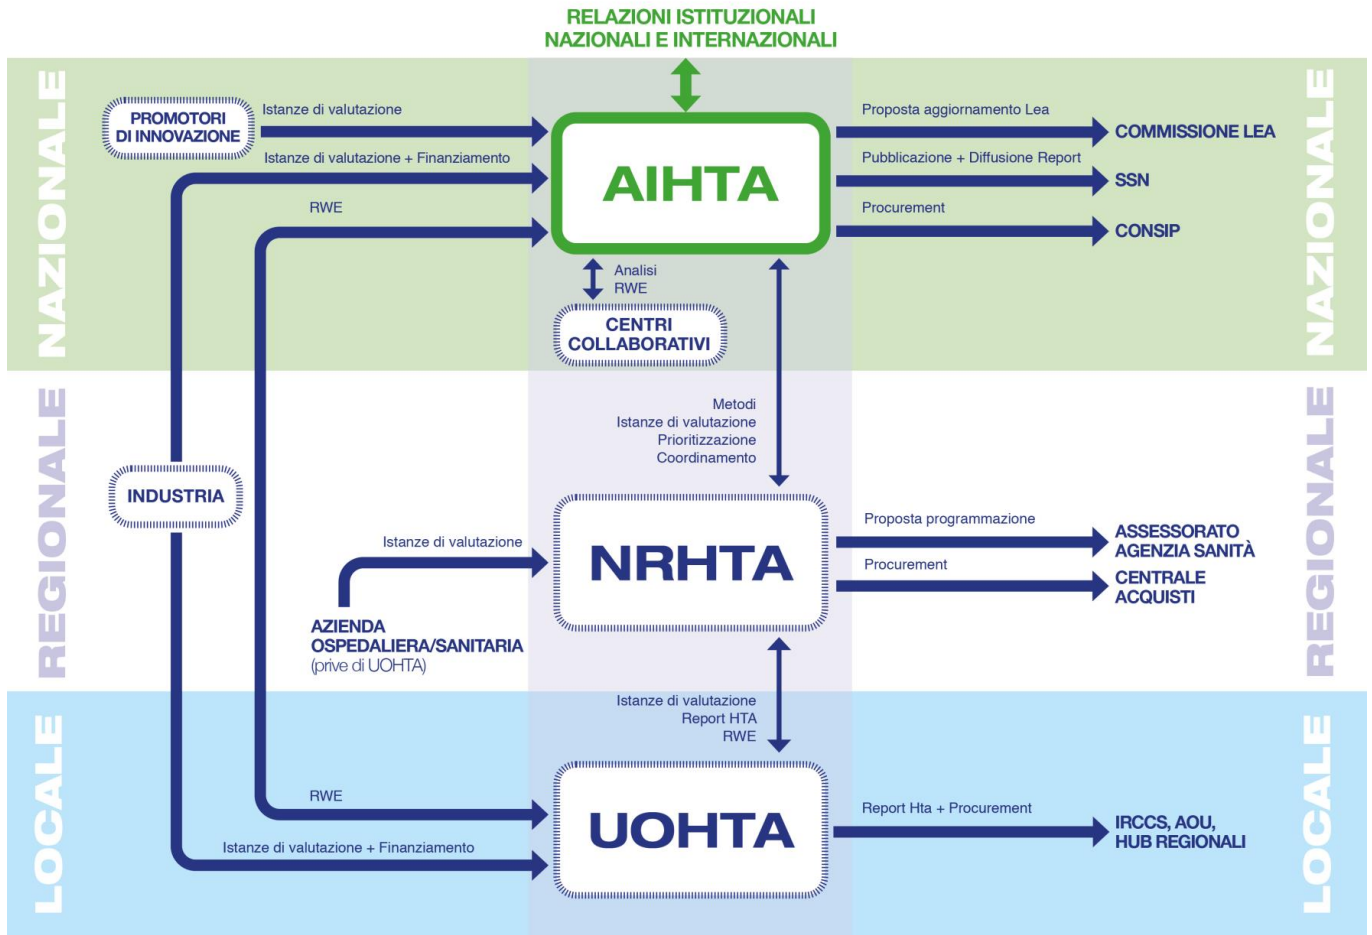 RELAZIONI ISTITUZIONALI
NAZIONALI E INTERNAZIONALI
NAZIONALE
NAZIONALE
PROMOTORI
DI INNOVAZIONE
Istanze di valutazione
Istanze di valutazione + Finanziamento
RWE
AIHTA
Proposta aggiornamento Lea
COMMISSIONE LEA
Pubblicazione + Diffusione Report
SSN
Procurement
CONSIP
Analisi
RWE
CENTRI
COLLABORATIVI
REGIONALE
REGIONALE
Metodi
Istanze di valutazione
Prioritizzazione
Coordinamento
INDUSTRIA
Istanze di valutazione
AZIENDA
OSPEDALIERA/SANITARIA
(prive di UOHTA)
NRHTA
Proposta programmazione
ASSESSORATO
AGENZIA SANITÀ
Procurement
CENTRALE
ACQUISTI
LOCALE
LOCALE
Istanze di valutazione
Report HTA
RWE
RWE
Istanze di valutazione + Finanziamento
UOHTA
Report Hta + Procurement
IRCCS, AOU,
HUB REGIONALI